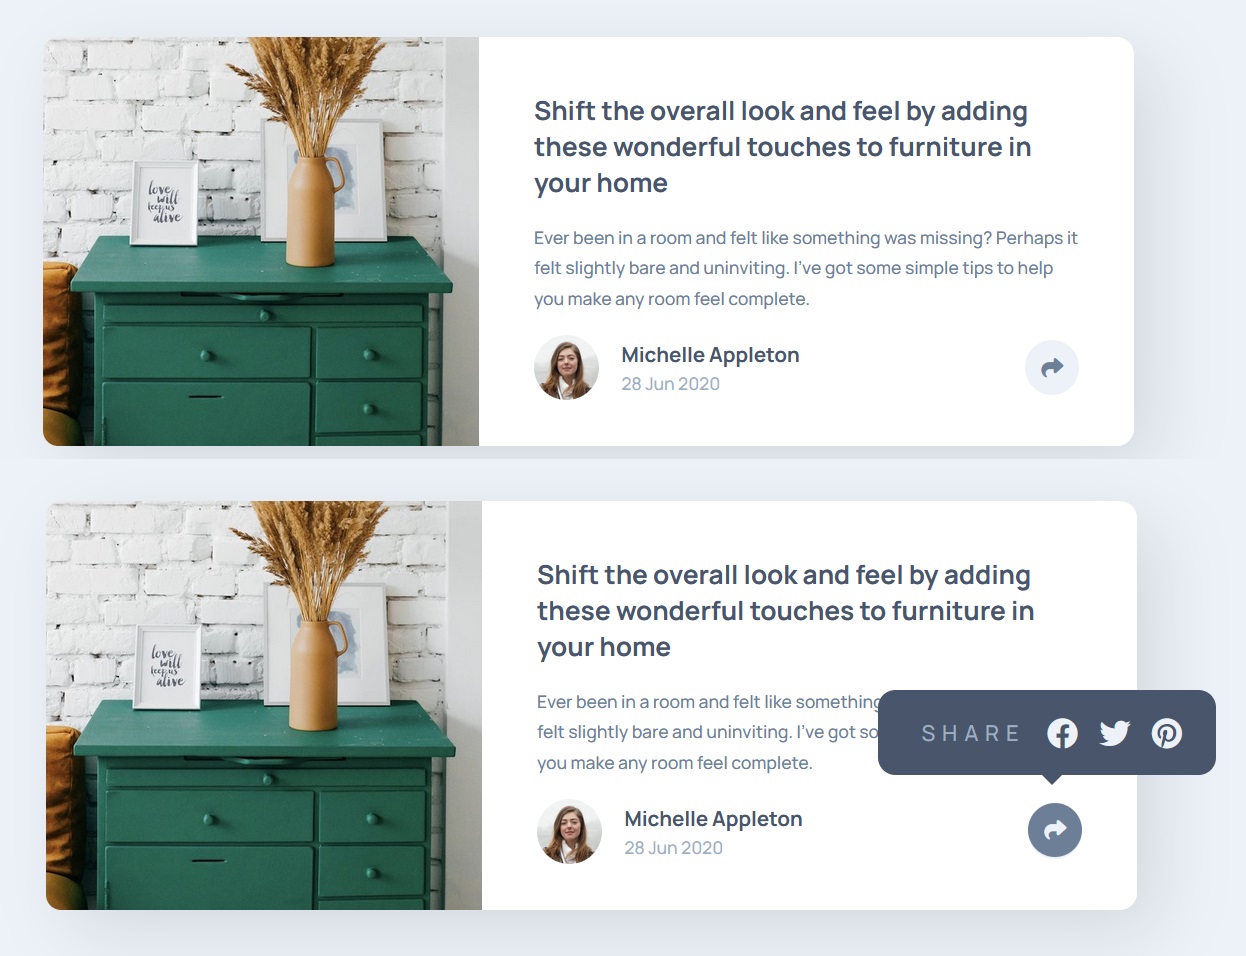 love
will
keep us
alive
Shift the overall look and feel by adding
these wonderful touches to furniture in
your home
Ever been in a room and felt like something was missing? Perhaps it
felt slightly bare and uninviting. I've got some simple tips to help
you make any room feel complete.
Michelle Appleton
28 Jun 2020
love
will
keep us
alive
Shift the overall look and feel by adding
these wonderful touches to furniture in
your home
Ever been in a room and felt like something
felt slightly bare and uninviting. I've got so
you make any room feel complete.
SHARE
Michelle Appleton
28 Jun 2020